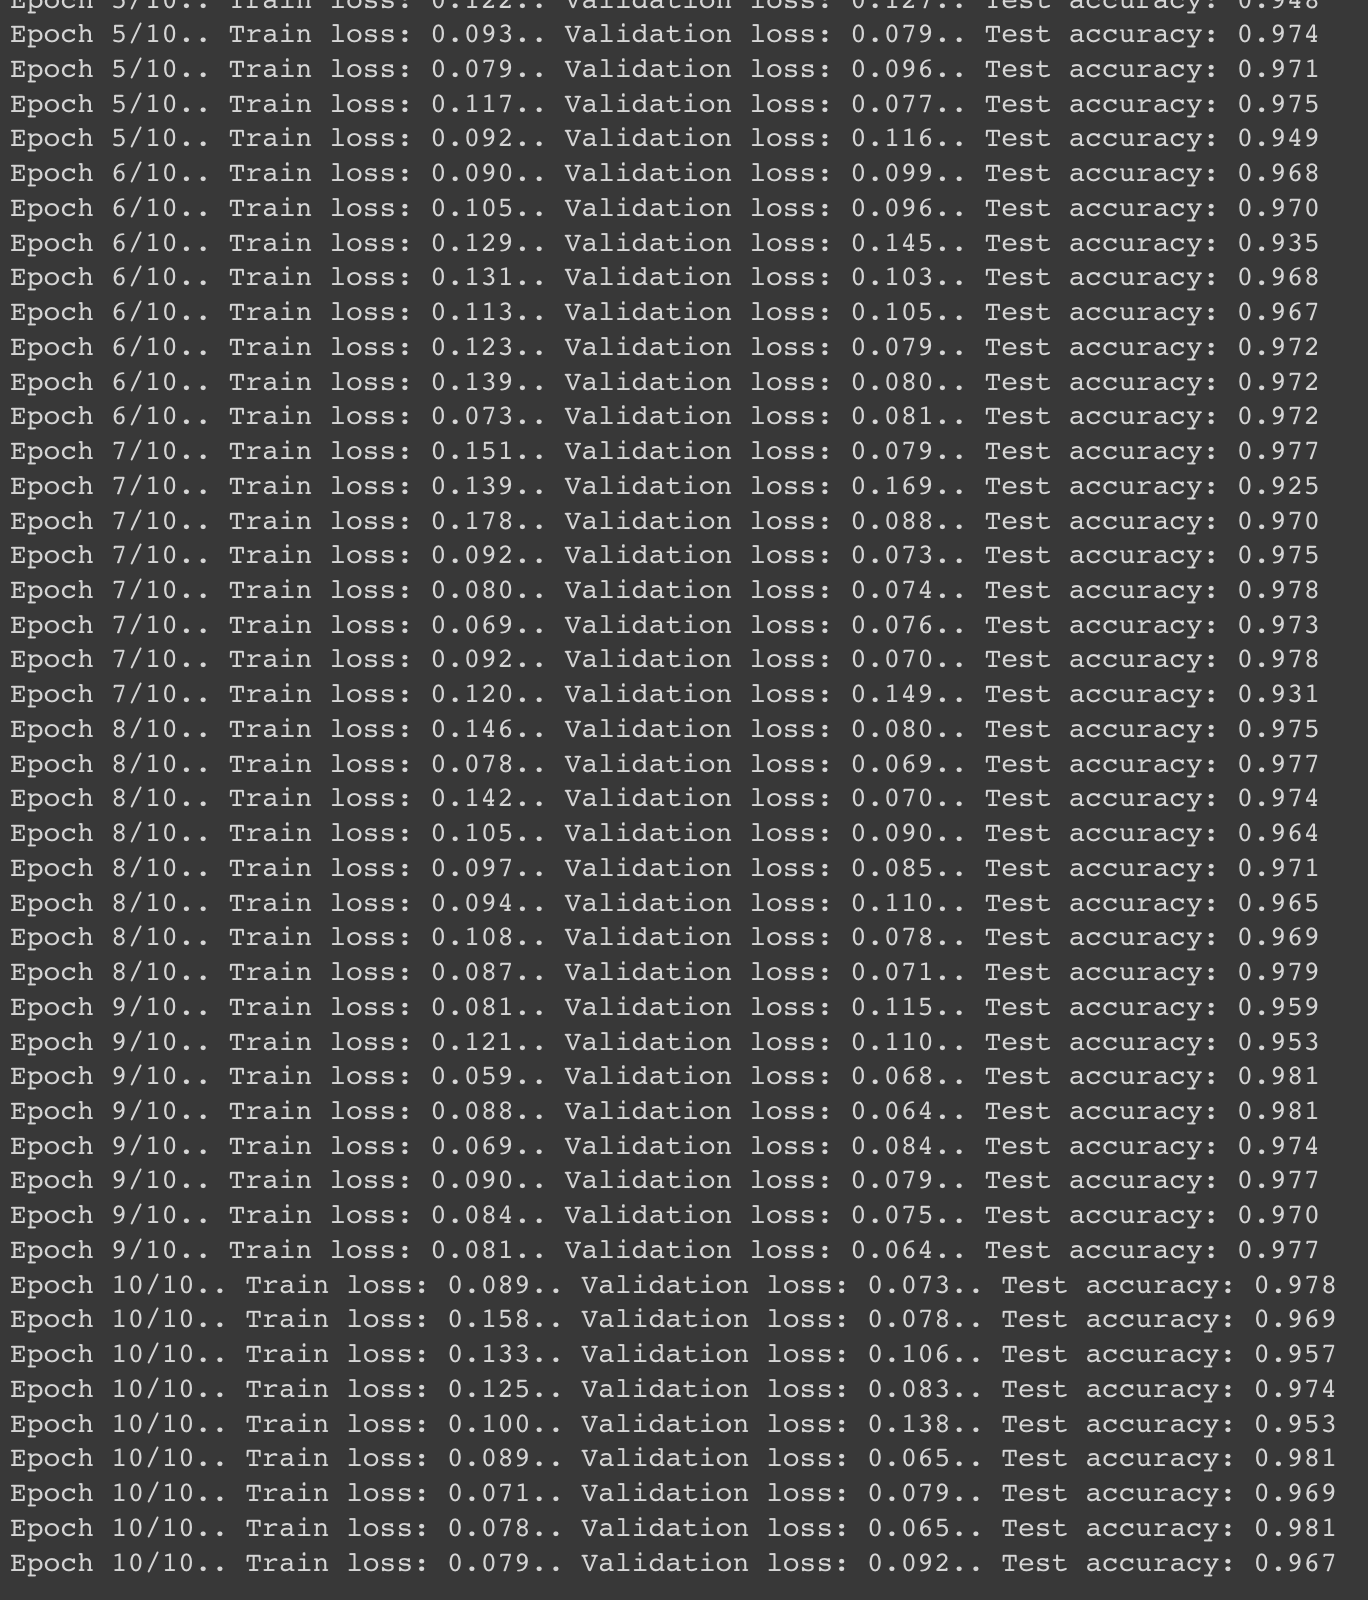 Epoch 5/10.. Train loss: 0.122.. Validation loss: 0.127.. Test accuracy: 0.948
Epoch 5/10.. Train loss: 0.093.. Validation loss: 0.079.. Test accuracy: 0.974
Epoch 5/10.. Train loss: 0.079.. Validation loss: 0.096.. Test accuracy: 0.971
Epoch 5/10.. Train loss: 0.117.. Validation loss: 0.077.. Test accuracy: 0.975
Epoch 5/10.. Train loss: 0.092.. Validation loss: 0.116.. Test accuracy: 0.949
Epoch 6/10.. Train loss: 0.090.. Validation loss: 0.099.. Test accuracy: 0.968
Epoch 6/10.. Train loss: 0.105.. Validation loss: 0.096.. Test accuracy: 0.970
Epoch 6/10.. Train loss: 0.129.. Validation loss: 0.145.. Test accuracy: 0.935
Epoch 6/10.. Train loss: 0.131.. Validation loss: 0.103.. Test accuracy: 0.968
Epoch 6/10.. Train loss: 0.113.. Validation loss: 0.105.. Test accuracy: 0.967
Epoch 6/10.. Train loss: 0.123.. Validation loss: 0.079.. Test accuracy: 0.972
Epoch 6/10.. Train loss: 0.139.. Validation loss: 0.080.. Test accuracy: 0.972
Epoch 6/10.. Train loss: 0.073.. Validation loss: 0.081.. Test accuracy: 0.972
Epoch 7/10.. Train loss: 0.151.. Validation loss: 0.079.. Test accuracy: 0.977
Epoch 7/10.. Train loss: 0.139.. Validation loss: 0.169.. Test accuracy: 0.925
Epoch 7/10.. Train loss: 0.178.. Validation loss: 0.088.. Test accuracy: 0.970
Epoch 7/10.. Train loss: 0.092.. Validation loss: 0.073.. Test accuracy: 0.975
Epoch 7/10.. Train loss: 0.080.. Validation loss: 0.074.. Test accuracy: 0.978
Epoch 7/10.. Train loss: 0.069.. Validation loss: 0.076.. Test accuracy: 0.973
Epoch 7/10.. Train loss: 0.092.. Validation loss: 0.070.. Test accuracy: 0.978
Epoch 7/10.. Train loss: 0.120.. Validation loss: 0.149.. Test accuracy: 0.931
Epoch 8/10.. Train loss: 0.146.. Validation loss: 0.080.. Test accuracy: 0.975
Epoch 8/10.. Train loss: 0.078.. Validation loss: 0.069.. Test accuracy: 0.977
Epoch 8/10.. Train loss: 0.142.. Validation loss: 0.070.. Test accuracy: 0.974
Epoch 8/10.. Train loss: 0.105.. Validation loss: 0.090.. Test accuracy: 0.964
Epoch 8/10.. Train loss: 0.097.. Validation loss: 0.085.. Test accuracy: 0.971
Epoch 8/10.. Train loss: 0.094.. Validation loss: 0.110.. Test accuracy: 0.965
Epoch 8/10.. Train loss: 0.108.. Validation loss: 0.078.. Test accuracy: 0.969
Epoch 8/10.. Train loss: 0.087.. Validation loss: 0.071.. Test accuracy: 0.979
Epoch 9/10.. Train loss: 0.081.. Validation loss: 0.115.. Test accuracy: 0.959
Epoch 9/10.. Train loss: 0.121.. Validation loss: 0.110.. Test accuracy: 0.953
Epoch 9/10.. Train loss: 0.059.. Validation loss: 0.068.. Test accuracy: 0.981
Epoch 9/10.. Train loss: 0.088.. Validation loss: 0.064.. Test accuracy: 0.981
Epoch 9/10.. Train loss: 0.069.. Validation loss: 0.084.. Test accuracy: 0.974
Epoch 9/10.. Train loss: 0.090.. Validation loss: 0.079.. Test accuracy: 0.977
Epoch 9/10.. Train loss: 0.084.. Validation loss: 0.075.. Test accuracy: 0.970
Epoch 9/10.. Train loss: 0.081.. Validation loss: 0.064.. Test accuracy: 0.977
Epoch 10/10.. Train loss: 0.089.. Validation loss: 0.073.. Test accuracy: 0.978
Epoch 10/10.. Train loss: 0.158.. Validation loss: 0.078.. Test accuracy: 0.969
Epoch 10/10.. Train loss: 0.133.. Validation loss: 0.106.. Test accuracy: 0.957
Epoch 10/10.. Train loss: 0.125.. Validation loss: 0.083.. Test accuracy: 0.974
Epoch 10/10.. Train loss: 0.100.. Validation loss: 0.138.. Test accuracy: 0.953
Epoch 10/10.. Train loss: 0.089.. Validation loss: 0.065.. Test accuracy: 0.981
Epoch 10/10.. Train loss: 0.071.. Validation loss: 0.079.. Test accuracy: 0.969
Epoch 10/10.. Train loss: 0.078.. Validation loss: 0.065.. Test accuracy: 0.981
Epoch 10/10.. Train loss: 0.079.. Validation loss: 0.092.. Test accuracy: 0.967